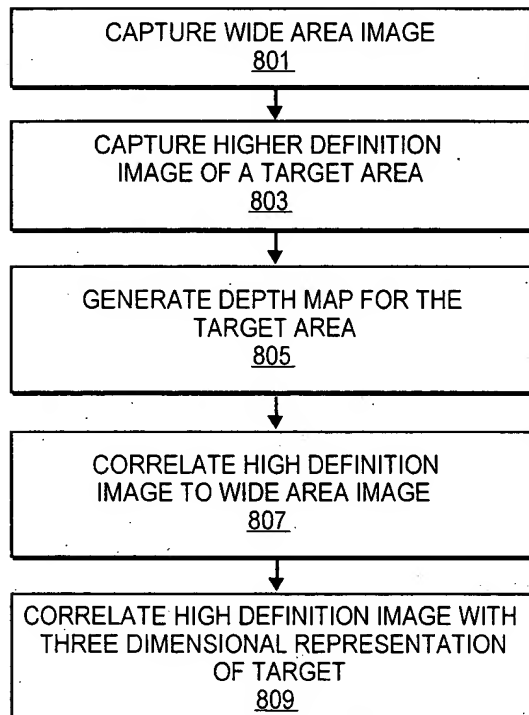 CAPTURE WIDE AREA IMAGE
801
CAPTURE HIGHER DEFINITION
IMAGE OF A TARGET AREA
803
GENERATE DEPTH MAP FOR THE
TARGET AREA
805
CORRELATE HIGH DEFINITION
IMAGE TO WIDE AREA IMAGE
807
CORRELATE HIGH DEFINITION IMAGE WITH
THREE DIMENSIONAL REPRESENTATION
OF TARGET
809